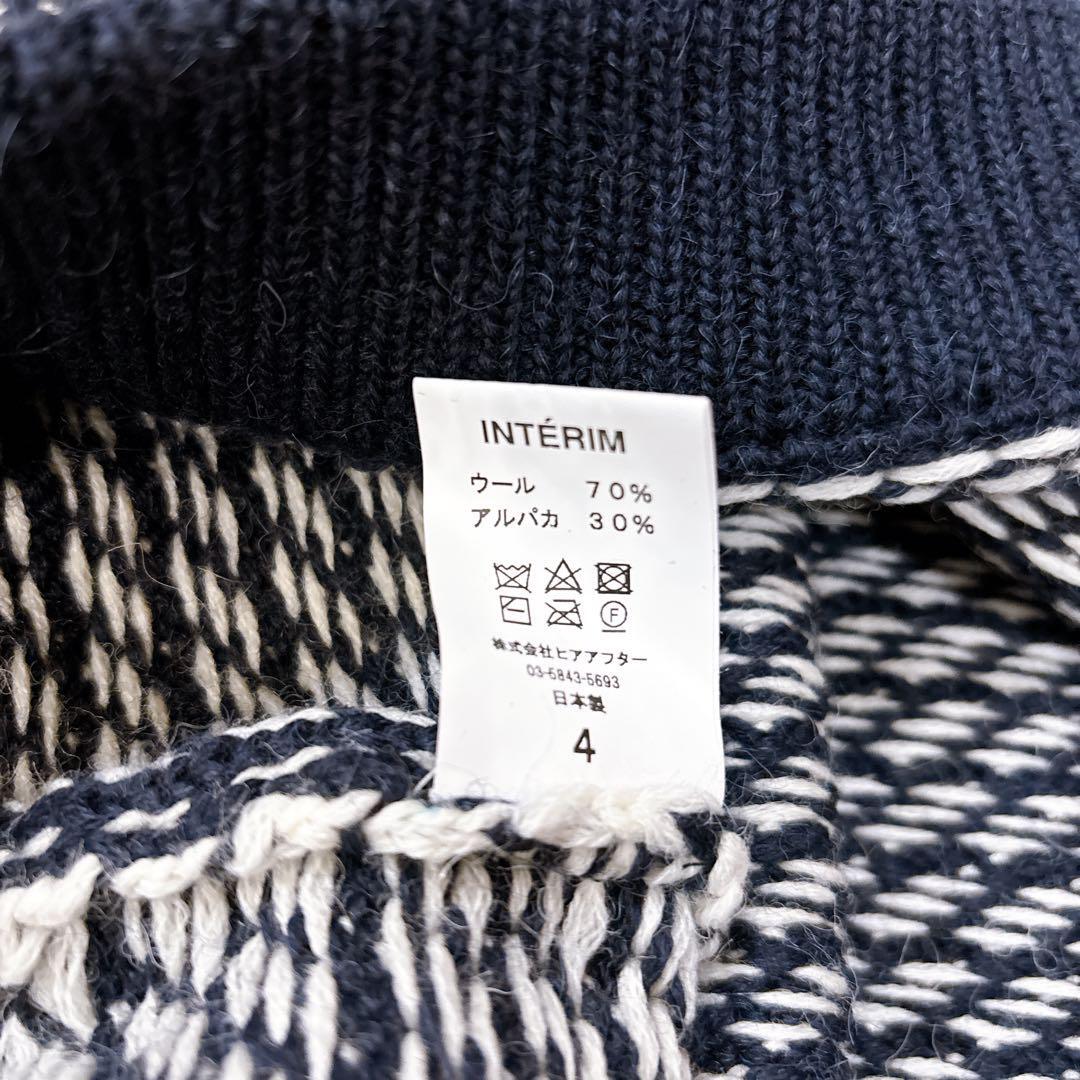 INTÉRIM
ウール　７０％
アルパカ　３０％
F
株式会社ヒアアフター
03-6843-5693
日本製
4